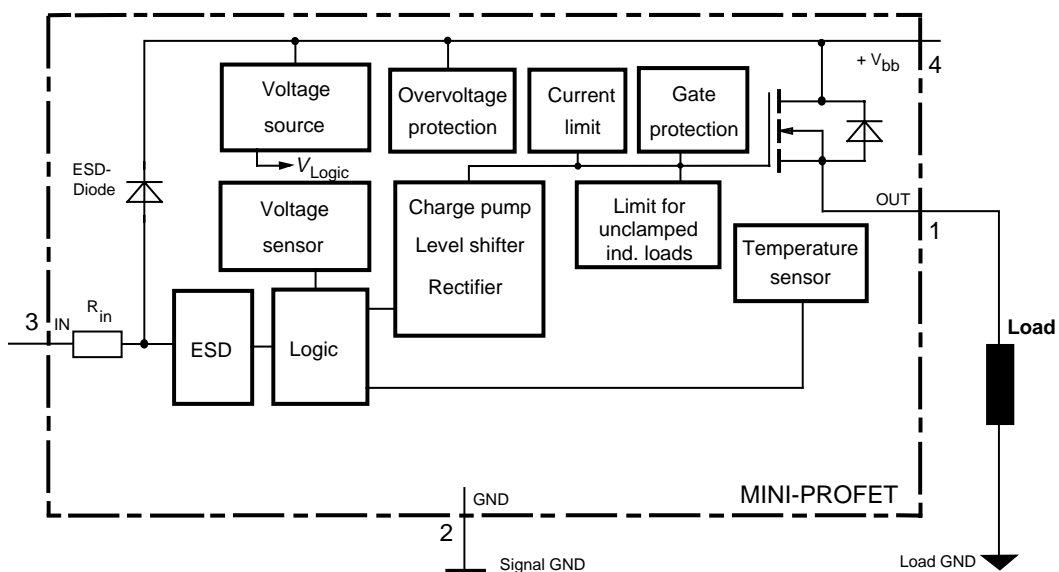 + V bb
4
Voltage
source
Overvoltage
protection
Current
limit
Gate
protection
ESD-
Diode
V Logic
Voltage
sensor
Charge pump
Level shifter
Rectifier
Limit for
unclamped
ind. loads
OUT
1
Temperature
sensor
3
IN
R in
ESD
Logic
Load
MINI-PROFET
GND
2
Signal GND
Load GND